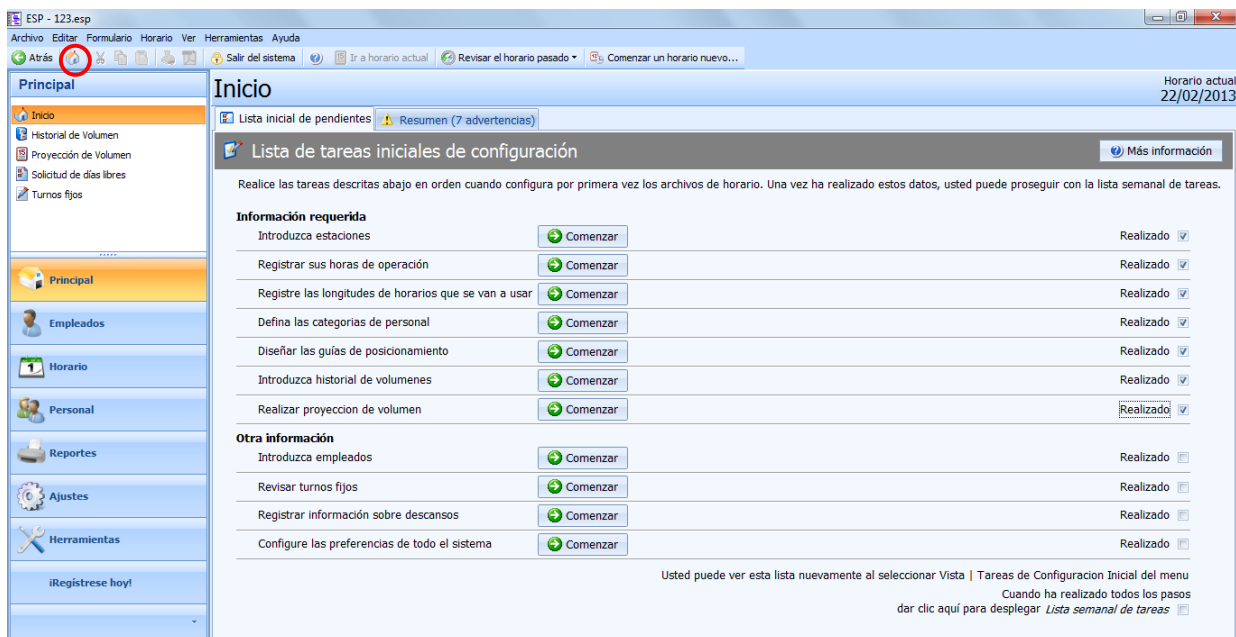 ESP - 123.esp
Archivo Editar Formulario Horario Ver Herramientas Ayuda
Atrás Salir del sistema Ir a horario actual Revisar el horario pasado Comenzar un horario nuevo...
Principal
Inicio
Historial de Volumen
Proyección de Volumen
Solicitud de días libres
Turnos fijos
Principal
Empleados
Horario
Personal
Reportes
Ajustes
Herramientas
¡Regístrese hoy!
Inicio
Horario actual
22/02/2013
Lista inicial de pendientes Resumen (7 advertencias)
Lista de tareas iniciales de configuración Más información
Realice las tareas descritas abajo en orden cuando configura por primera vez los archivos de horario. Una vez ha realizado estos datos, usted puede proseguir con la lista semanal de tareas.
Información requerida
Introduzca estaciones Comenzar Realizado
Registrar sus horas de operación Comenzar Realizado
Registre las longitudes de horarios que se van a usar Comenzar Realizado
Defina las categorias de personal Comenzar Realizado
Diseñar las guías de posicionamiento Comenzar Realizado
Introduzca historial de volumenes Comenzar Realizado
Realizar proyeccion de volumen Comenzar Realizado
Otra información
Introduzca empleados Comenzar Realizado
Revisar turnos fijos Comenzar Realizado
Registrar información sobre descansos Comenzar Realizado
Configure las preferencias de todo el sistema Comenzar Realizado
Usted puede ver esta lista nuevamente al seleccionar Vista | Tareas de Configuracion Inicial del menu
Cuando ha realizado todos los pasos
dar clic aquí para desplegar Lista semanal de tareas